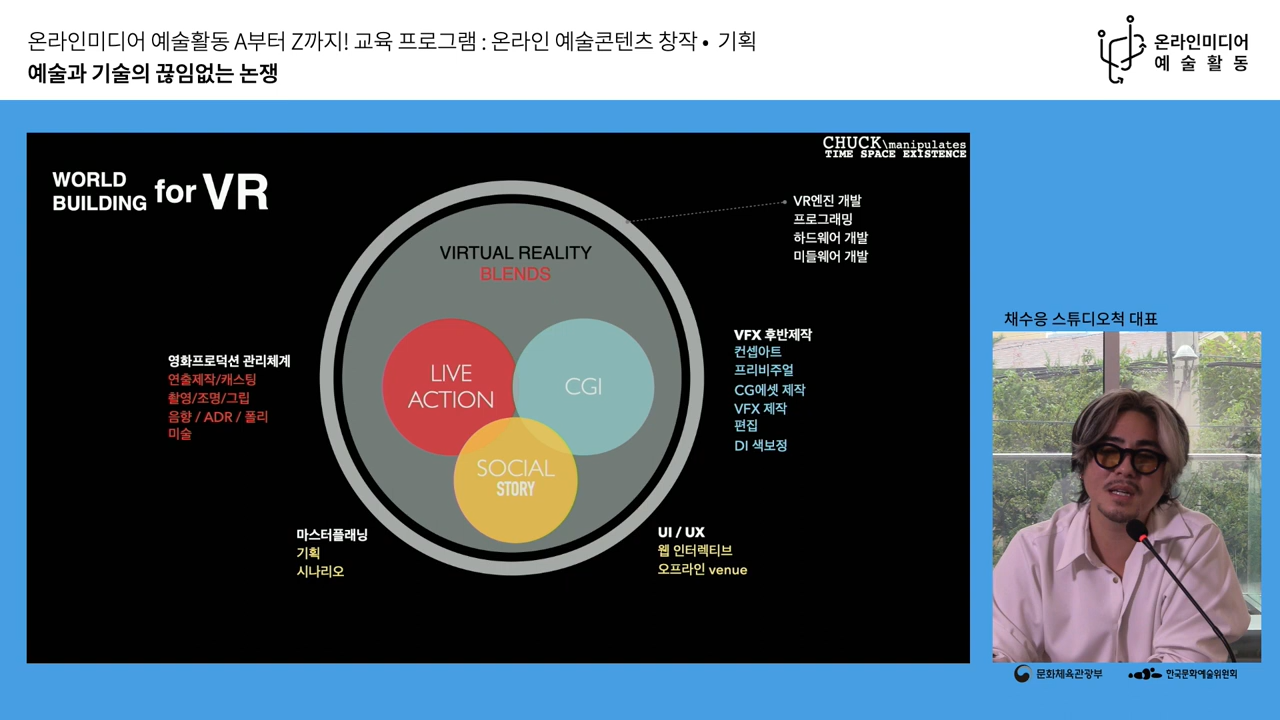 온라인미디어 예술활동 A부터 Z까지! 교육 프로그램 : 온라인 예술콘텐츠 창작 • 기획
예술과 기술의 끊임없는 논쟁
온라인미디어
예술활동
CHUCK\manipulates
TIME SPACE EXISTENCE
WORLD
BUILDING for VR
VR엔진 개발
프로그래밍
하드웨어 개발
미들웨어 개발
VIRTUAL REALITY
BLENDS
영화프로덕션 관리체계
연출제작/캐스팅
촬영/조명/그립
음향 / ADR / 폴리
미술
LIVE
ACTION
CGI
SOCIAL
STORY
VFX 후반제작
컨셉아트
프리비주얼
CG에셋 제작
VFX 제작
편집
DI 색보정
마스터플래닝
기획
시나리오
UI / UX
웹 인터렉티브
오프라인 venue
채수응 스튜디오척 대표
문화체육관광부
한국문화예술위원회